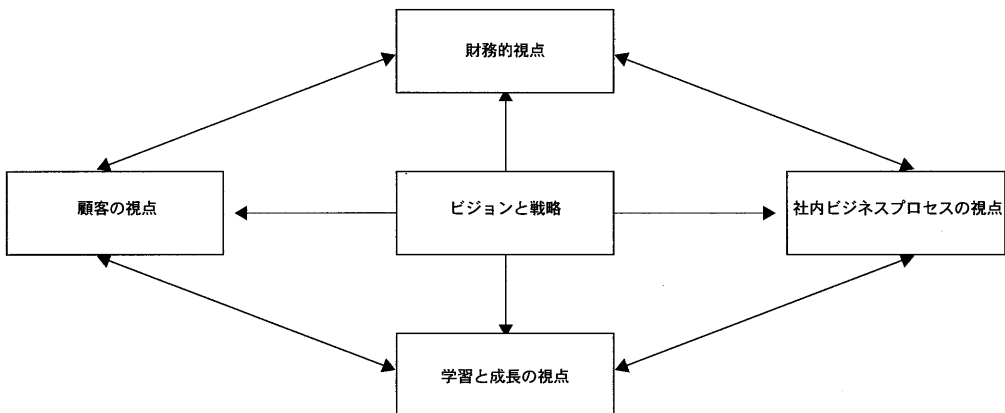 財務的視点
顧客の視点
ビジョンと戦略
社内ビジネスプロセスの視点
学習と成長の視点